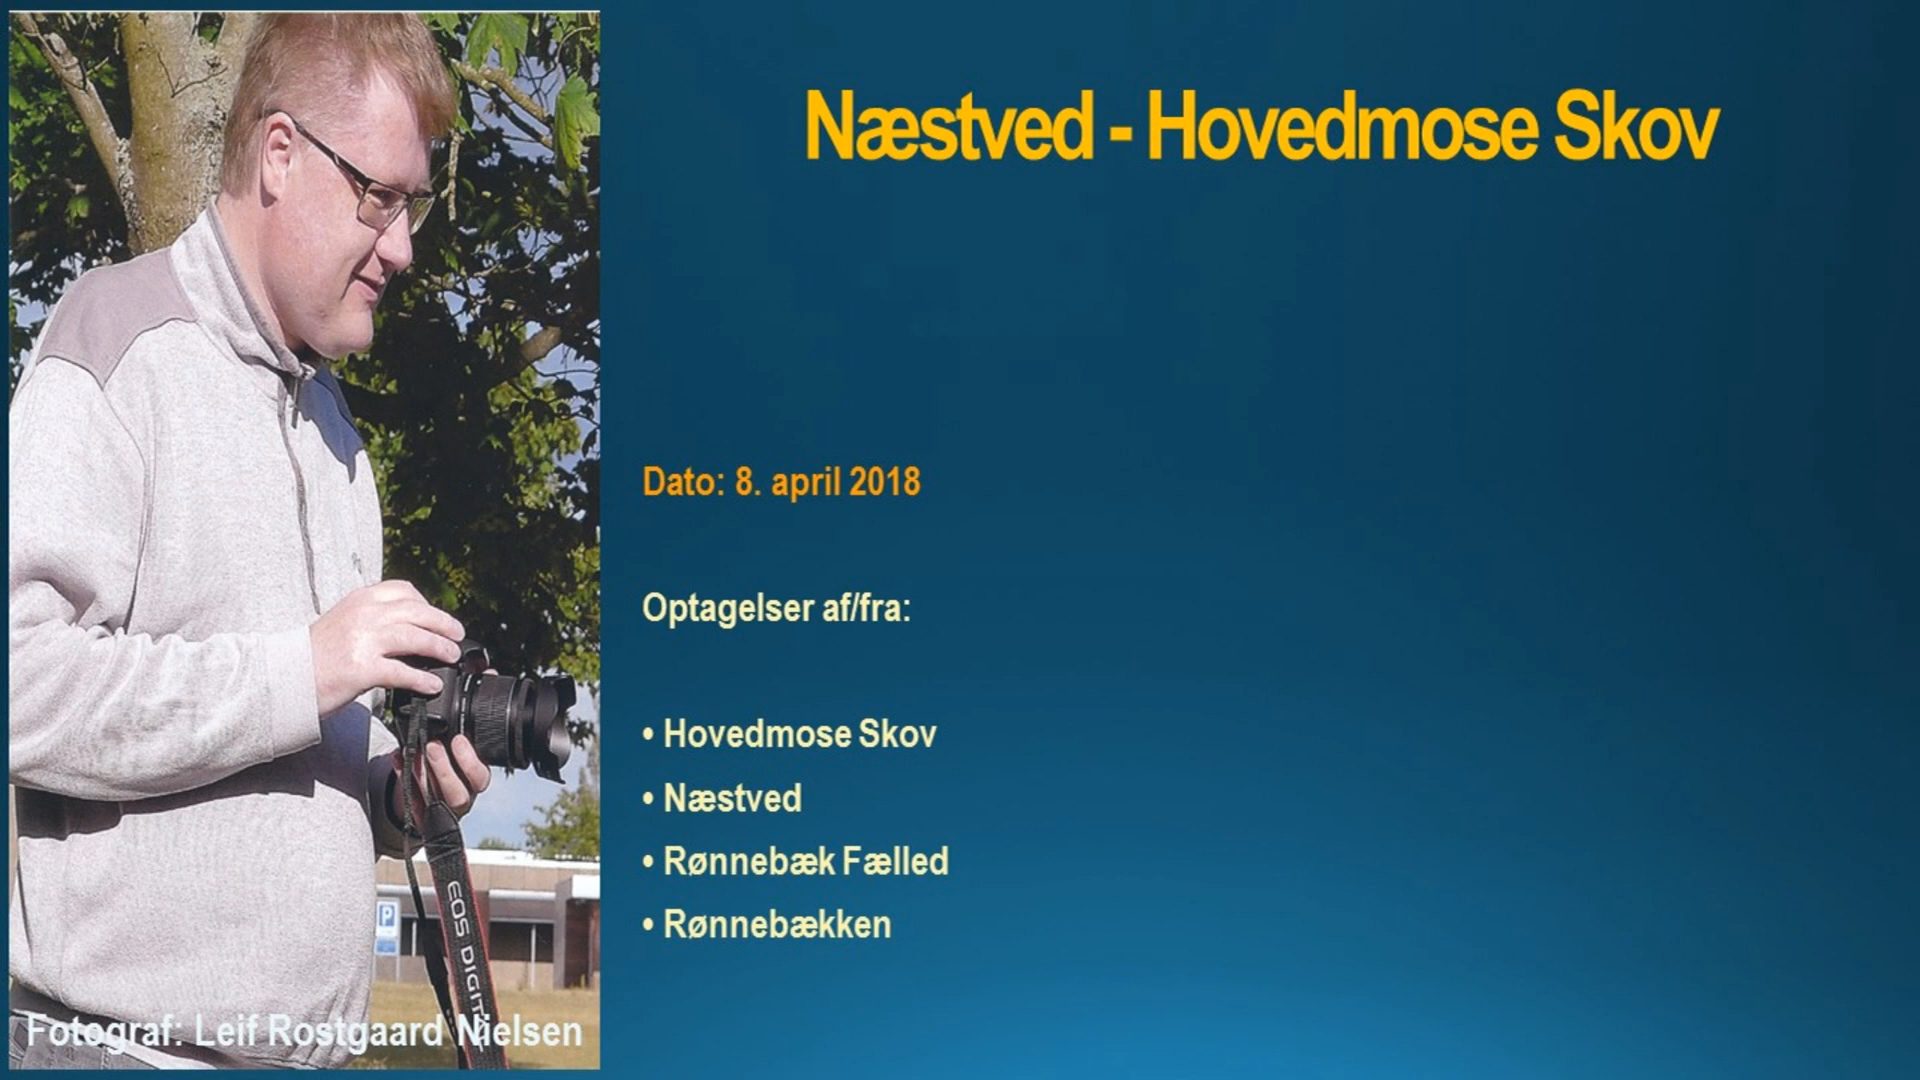 Næstved - Hovedmose Skov
Dato: 8. april 2018
Optagelser af/fra:
• Hovedmose Skov
• Næstved
• Rønnebæk Fælled
• Rønnebækken
P
EOS DIGIT
Fotograf: Leif Rostgaard Nielsen